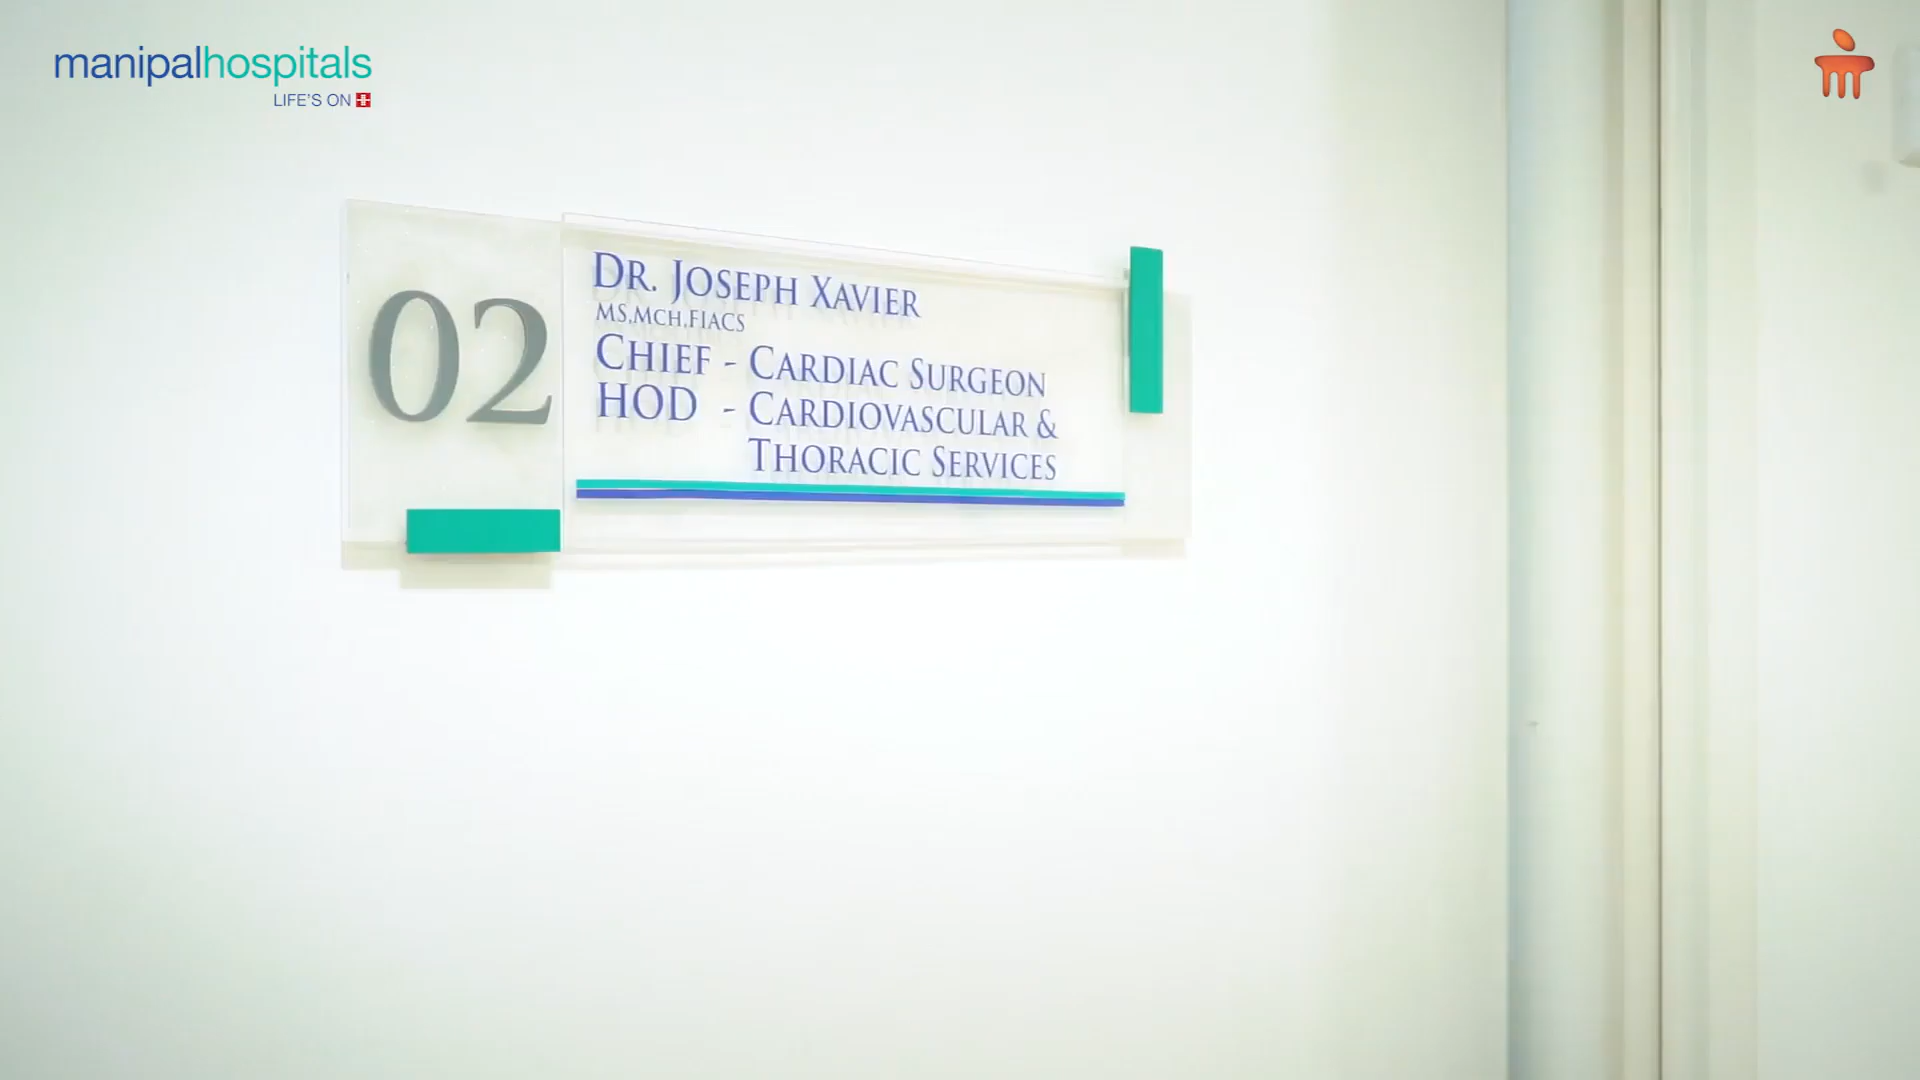 manipalhospitals
LIFE'S ON
02
DR. JOSEPH XAVIER
MS,MCH,FIACS
CHIEF - CARDIAC SURGEON
HOD - CARDIOVASCULAR &
THORACIC SERVICES